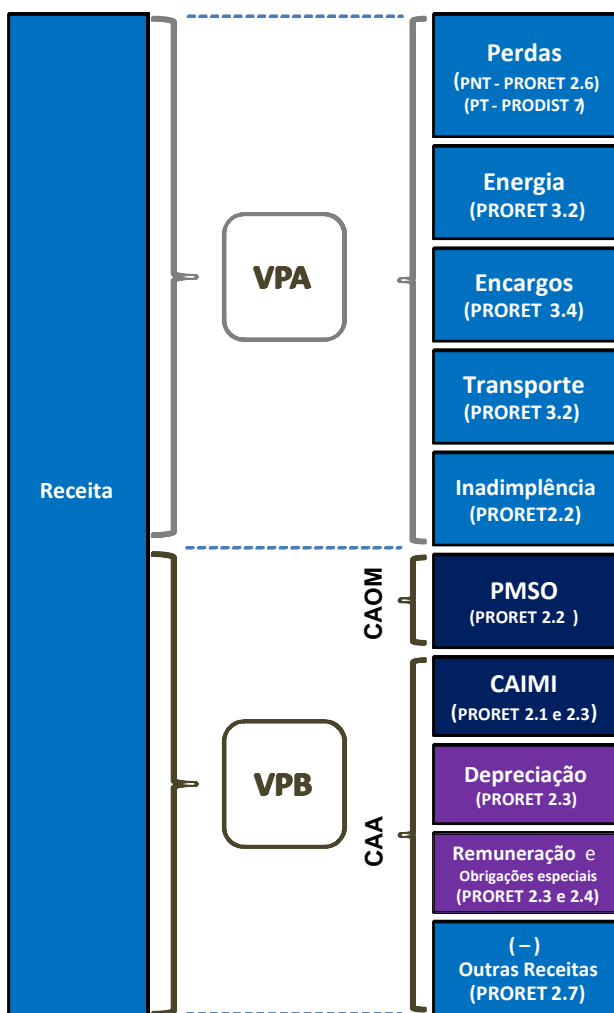 Receita
VPA
VPB
CAOM
CAA
Perdas
(PNT - PRORET 2.6)
(PT - PRODIST 7)
Energia
(PRORET 3.2)
Encargos
(PRORET 3.4)
Transporte
(PRORET 3.2)
Inadimplência
(PRORET2.2)
PMSO
(PRORET 2.2 )
CAIMI
(PRORET 2.1 e 2.3)
Depreciação
(PRORET 2.3)
Remuneração e
Obrigações especiais
(PRORET 2.3 e 2.4)
( – )
Outras Receitas
(PRORET 2.7)